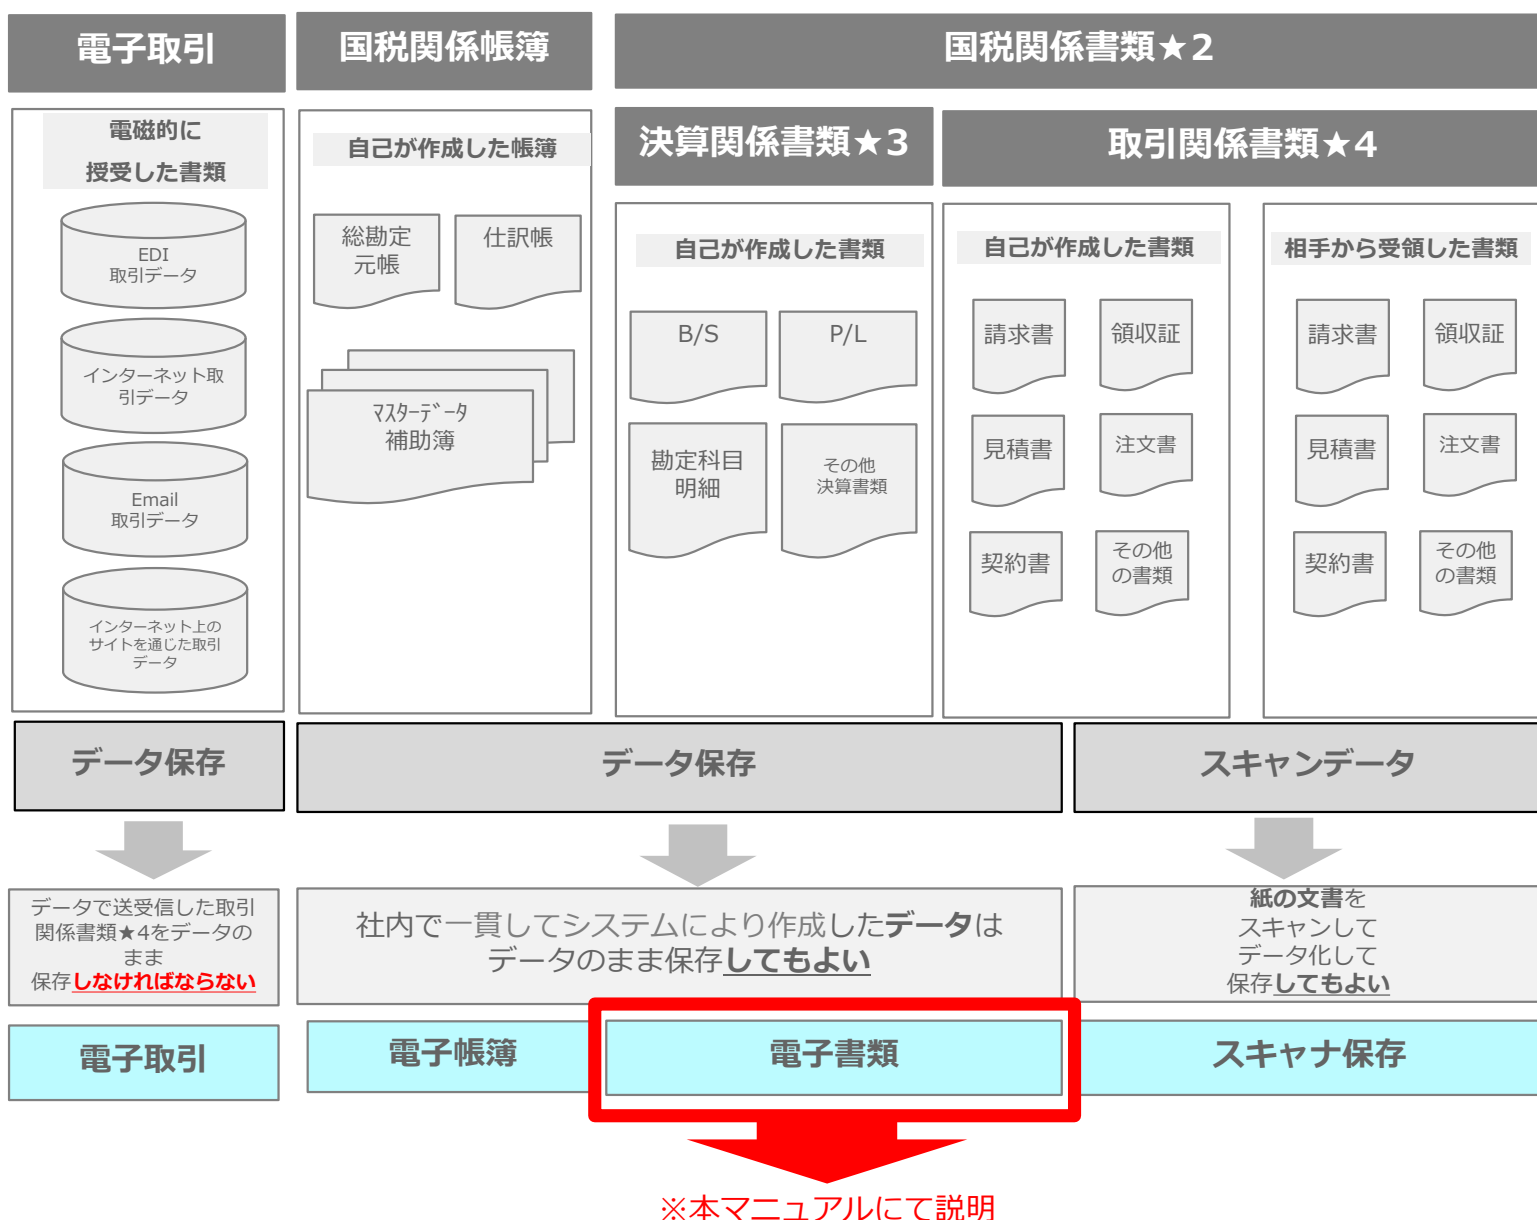 電子取引
国税関係帳簿
国税関係書類★2
電磁的に
授受した書類
EDI
取引データ
インターネット取
引データ
Email
取引データ
インターネット上の
サイトを通じた取引
データ
自己が作成した帳簿
総勘定
元帳
仕訳帳
ﾏｽﾀｰﾃﾞｰﾀ
補助簿
決算関係書類★3
自己が作成した書類
B/S
P/L
勘定科目
明細
その他
決算書類
取引関係書類★4
自己が作成した書類
請求書
領収証
見積書
注文書
契約書
その他
の書類
相手から受領した書類
請求書
領収証
見積書
注文書
契約書
その他
の書類
データ保存
データ保存
スキャンデータ
データで送受信した取引
関係書類★4をデータの
まま
保存しなければならない
社内で一貫してシステムにより作成したデータは
データのまま保存してもよい
紙の文書を
スキャンして
データ化して
保存してもよい
電子取引
電子帳簿
電子書類
スキャナ保存
※本マニュアルにて説明